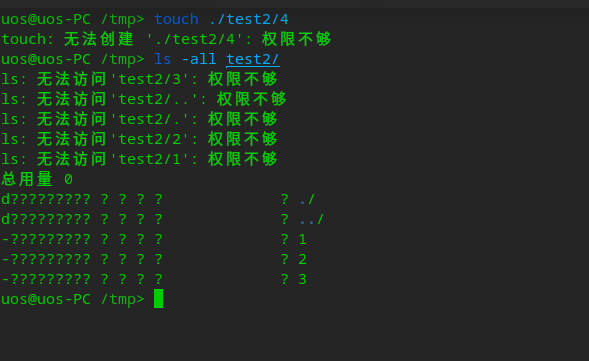 uos@uos-PC /tmp> touch ./test2/4
touch: 无法创建 './test2/4': 权限不够
uos@uos-PC /tmp> ls -all test2/
ls: 无法访问'test2/3': 权限不够
ls: 无法访问'test2/..': 权限不够
ls: 无法访问'test2/.': 权限不够
ls: 无法访问'test2/2': 权限不够
ls: 无法访问'test2/1': 权限不够
总用量 0
d????????? ? ? ? ?             ? ./
d????????? ? ? ? ?             ? ../
-????????? ? ? ? ?             ? 1
-????????? ? ? ? ?             ? 2
-????????? ? ? ? ?             ? 3
uos@uos-PC /tmp>